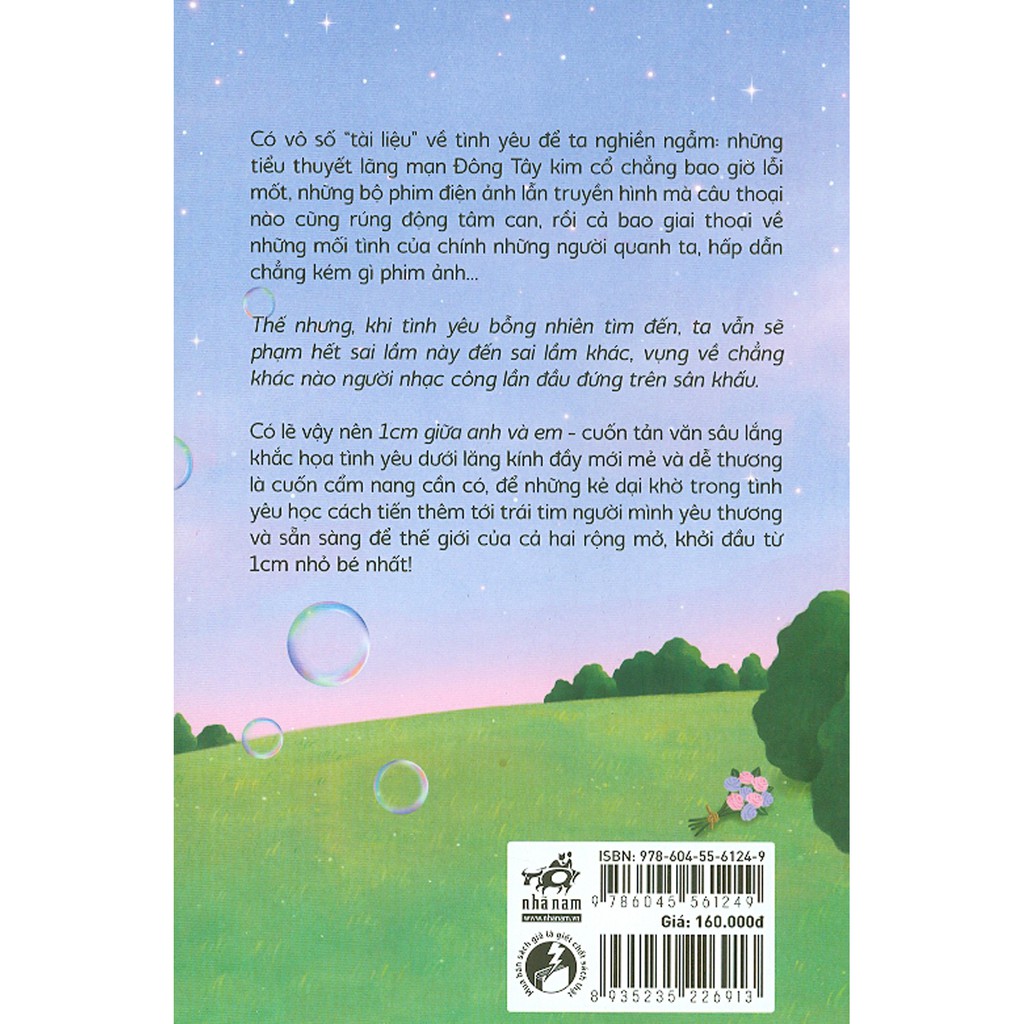 Có vô số "tài liệu" về tình yêu để ta nghiền ngẫm: những
tiểu thuyết lãng mạn Đông Tây kim cổ chẳng bao giờ lỗi
mốt, những bộ phim điện ảnh lẫn truyền hình mà câu thoại
nào cũng rúng động tâm can, rồi cả bao giai thoại về
những mối tình của chính những người quanh ta, hấp dẫn
chẳng kém gì phim ảnh...
Thế nhưng, khi tình yêu bỗng nhiên tìm đến, ta vẫn sẽ
phạm hết sai lầm này đến sai lầm khác, vụng về chẳng
khác nào người nhạc công lần đầu đứng trên sân khấu.
Có lẽ vậy nên 1cm giữa anh và em - cuốn tản văn sâu lắng
khắc họa tình yêu dưới lăng kính đầy mới mẻ và dễ thương
là cuốn cẩm nang cần có, để những kẻ dại khờ trong tình
yêu học cách tiến thêm tới trái tim người mình yêu thương
và sẵn sàng để thế giới của cả hai rộng mở, khởi đầu từ
1cm nhỏ bé nhất!
ISBN: 978-604-55-6124-9
9 786045 561249
nhã nam
www.nhanam.vn
Giá: 160.000đ
Mua bán sách giả là giết chết sách thật
8 935235 226913